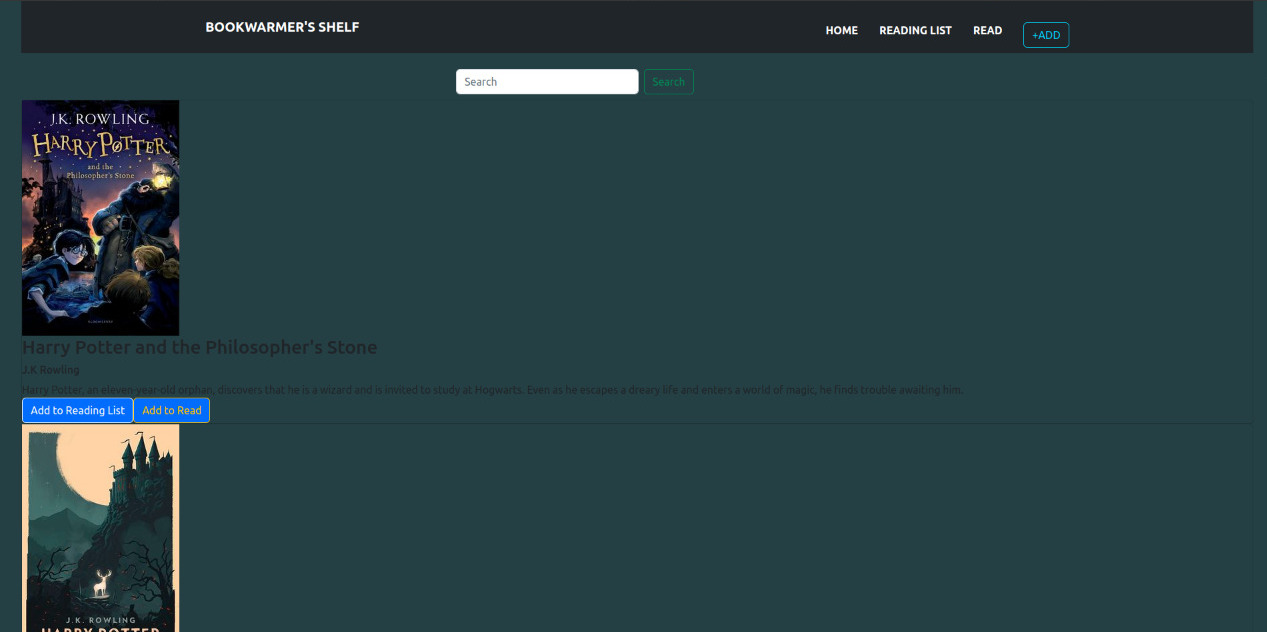 BOOKWARMER'S SHELF
HOME READING LIST READ +ADD
Search Search
J.K. ROWLING
HARRY POTTER
and the
Philosopher's Stone
BLOOMSBURY
Harry Potter and the Philosopher's Stone
J.K Rowling
Harry Potter, an eleven-year-old orphan, discovers that he is a wizard and is invited to study at Hogwarts. Even as he escapes a dreary life and enters a world of magic, he finds trouble awaiting him.
Add to Reading List Add to Read
J.K. ROWLING
HARRY POTTER